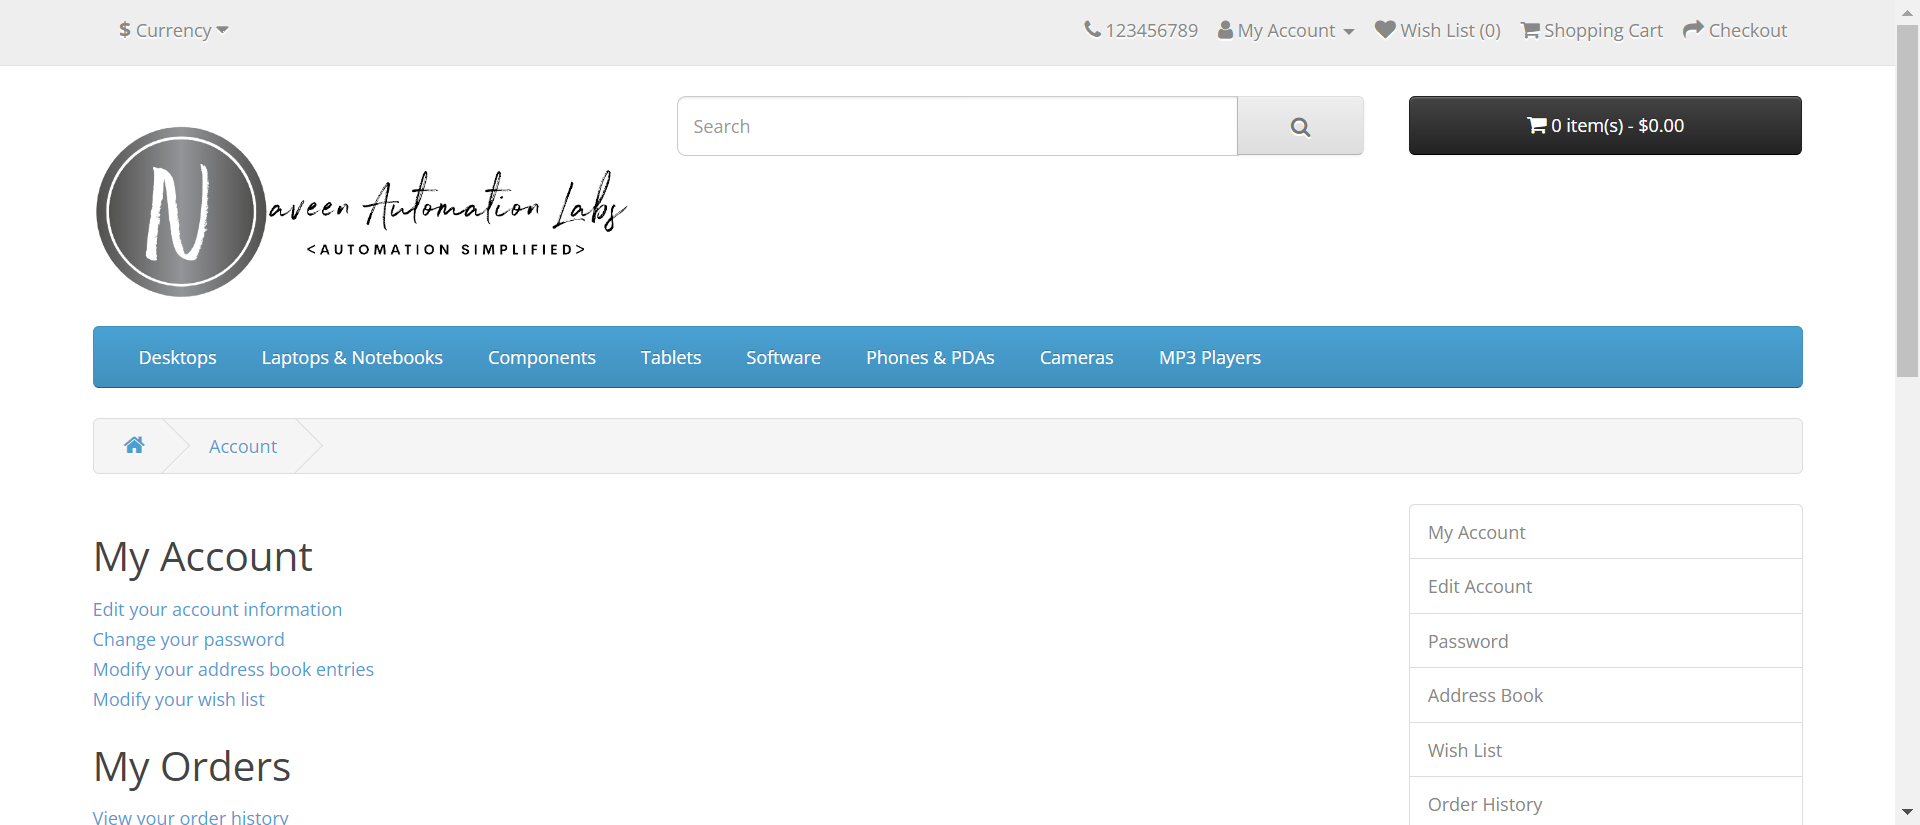 $ Currency
123456789 My Account Wish List (0) Shopping Cart Checkout
Search
0 item(s) - $0.00
N
aveen Automation Labs
<AUTOMATION SIMPLIFIED>
Desktops Laptops & Notebooks Components Tablets Software Phones & PDAs Cameras MP3 Players
Account
My Account
Edit your account information
Change your password
Modify your address book entries
Modify your wish list
My Orders
View your order history
My Account
Edit Account
Password
Address Book
Wish List
Order History